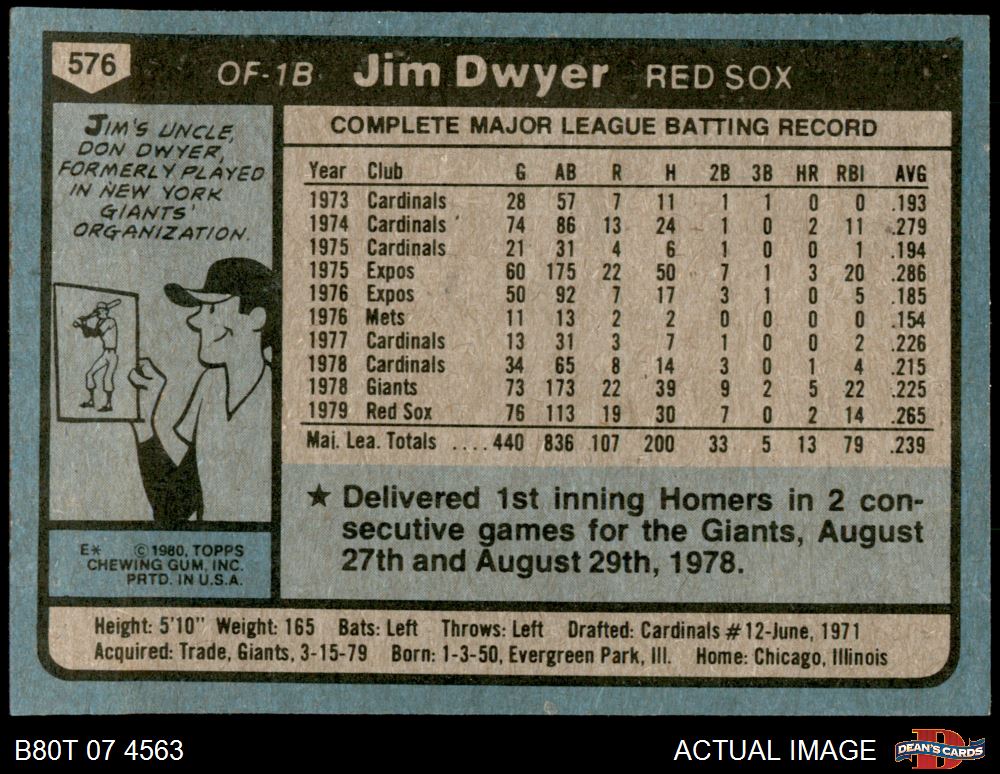 576
OF-1B Jim Dwyer RED SOX
JIM'S UNCLE,
DON DWYER,
FORMERLY PLAYED
IN NEW YORK
GIANTS'
ORGANIZATION.
E* © 1980, TOPPS
CHEWING GUM, INC.
PRTD. IN U.S.A.
COMPLETE MAJOR LEAGUE BATTING RECORD
Year Club G AB R H 2B 3B HR RBI AVG
1973 Cardinals 28 57 7 11 1 1 0 0 .193
1974 Cardinals 74 86 13 24 1 0 2 11 .279
1975 Cardinals 21 31 4 6 1 0 0 1 .194
1975 Expos 60 175 22 50 7 1 3 20 .286
1976 Expos 50 92 7 17 3 1 0 5 .185
1976 Mets 11 13 2 2 0 0 0 0 .154
1977 Cardinals 13 31 3 7 1 0 0 2 .226
1978 Cardinals 34 65 8 14 3 0 1 4 .215
1978 Giants 73 173 22 39 9 2 5 22 .225
1979 Red Sox 76 113 19 30 7 0 2 14 .265
Maj. Lea. Totals ....440 836 107 200 33 5 13 79 .239
★ Delivered 1st inning Homers in 2 con-
secutive games for the Giants, August
27th and August 29th, 1978.
Height: 5'10" Weight: 165 Bats: Left Throws: Left Drafted: Cardinals #12-June, 1971
Acquired: Trade, Giants, 3-15-79 Born: 1-3-50, Evergreen Park, Ill. Home: Chicago, Illinois
B80T 07 4563
ACTUAL IMAGE
D
DEAN'S CARDS